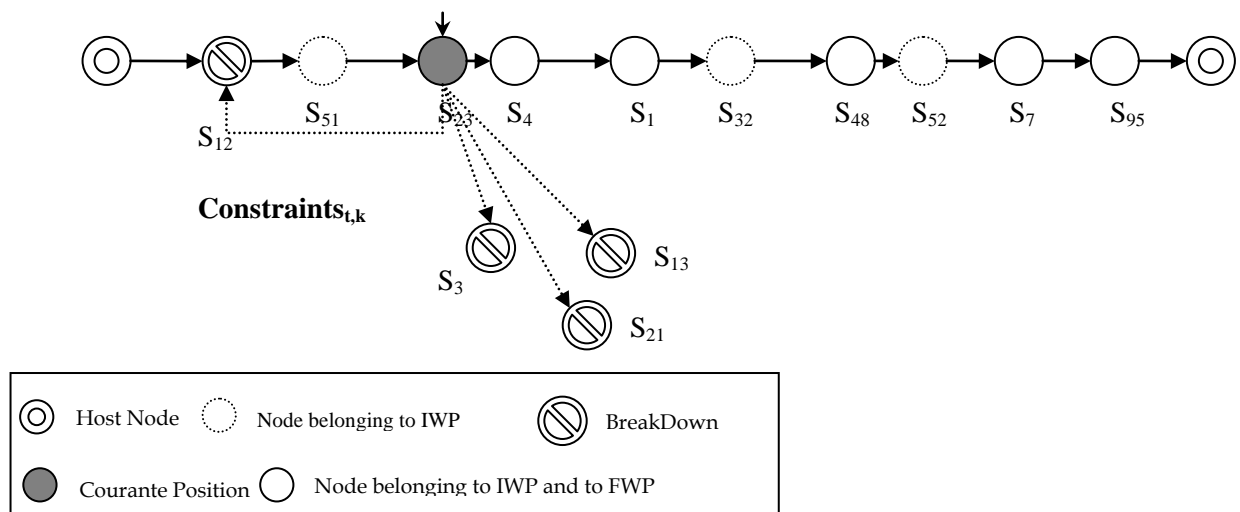 S51
S23
S4
S1
S32
S48
S52
S7
S95
S12
Constraintst,k
S3
S13
S21
Host Node
Node belonging to IWP
BreakDown
Courante Position
Node belonging to IWP and to FWP